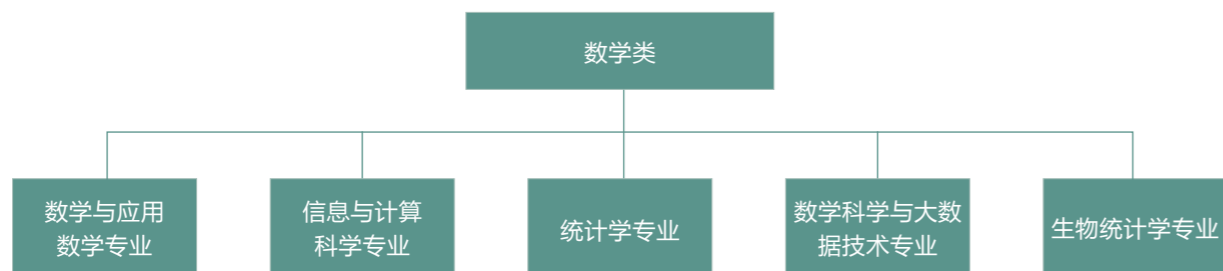 数学类
数学与应用
数学专业
信息与计算
科学专业
统计学专业
数学科学与大数
据技术专业
生物统计学专业